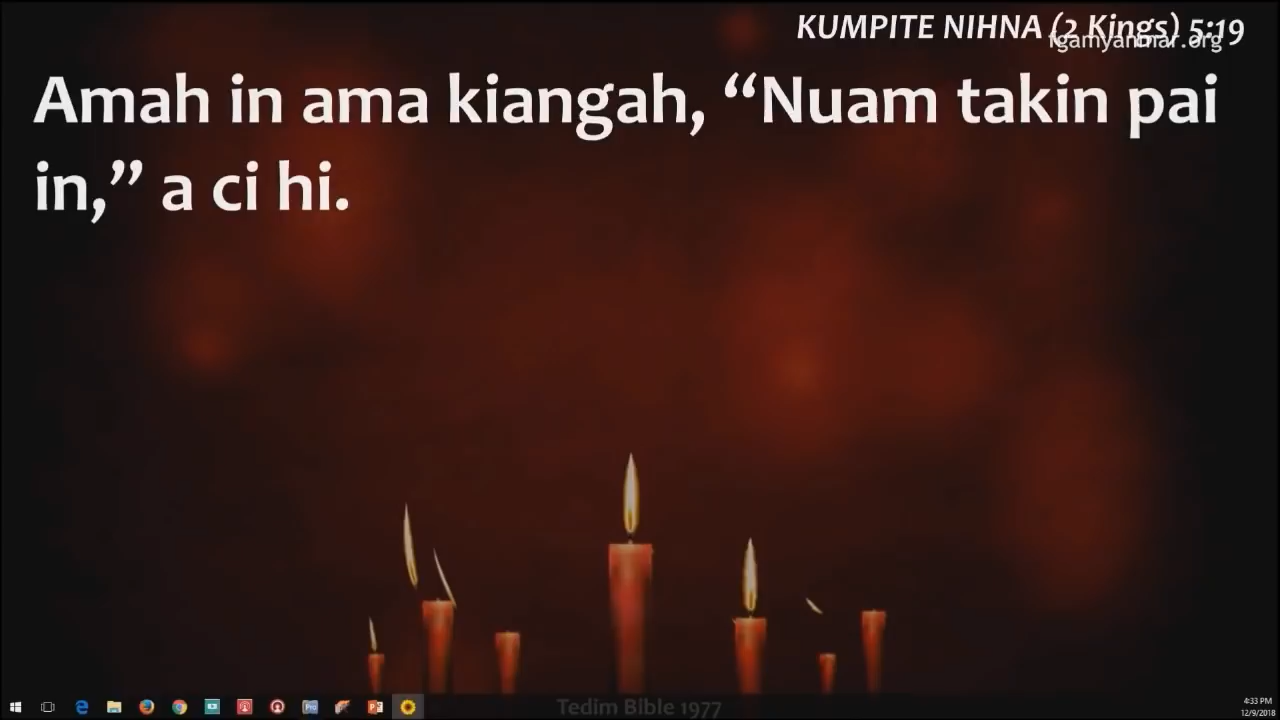 KUMPITE NIHNA (2 Kings) 5:19
fgamyanmar.org
Amah in ama kiangah, “Nuam takin pai
in,” a ci hi.
Tedim Bible 1977
4:33 PM
12/9/2018